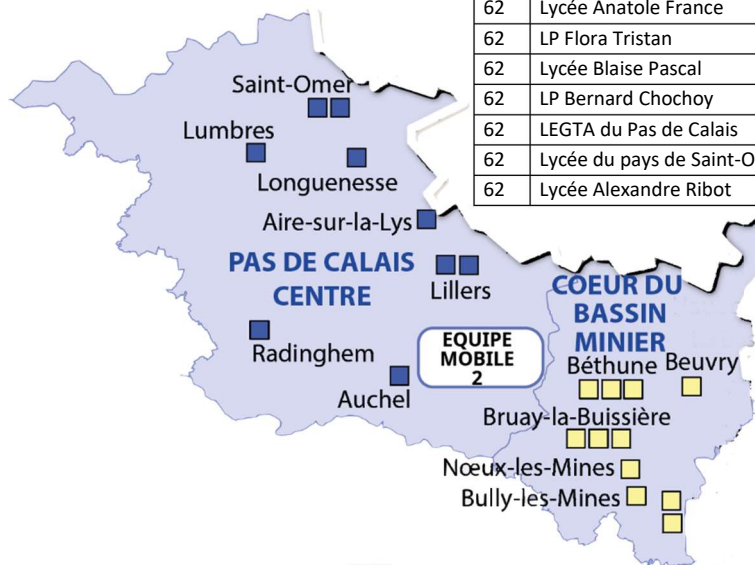 62 Lycée Anatole France
62 LP Flora Tristan
62 Lycée Blaise Pascal
62 LP Bernard Chochoy
62 LEGTA du Pas de Calais
62 Lycée du pays de Saint-O
62 Lycée Alexandre Ribot
Saint-Omer
Lumbres
Longuenesse
Aire-sur-la-Lys
PAS DE CALAIS
CENTRE
Lillers
COEUR DU
BASSIN
MINIER
Radinghem
EQUIPE
MOBILE
2
Auchel
Béthune
Beuvry
Bruay-la-Buissière
Nœux-les-Mines
Bully-les-Mines